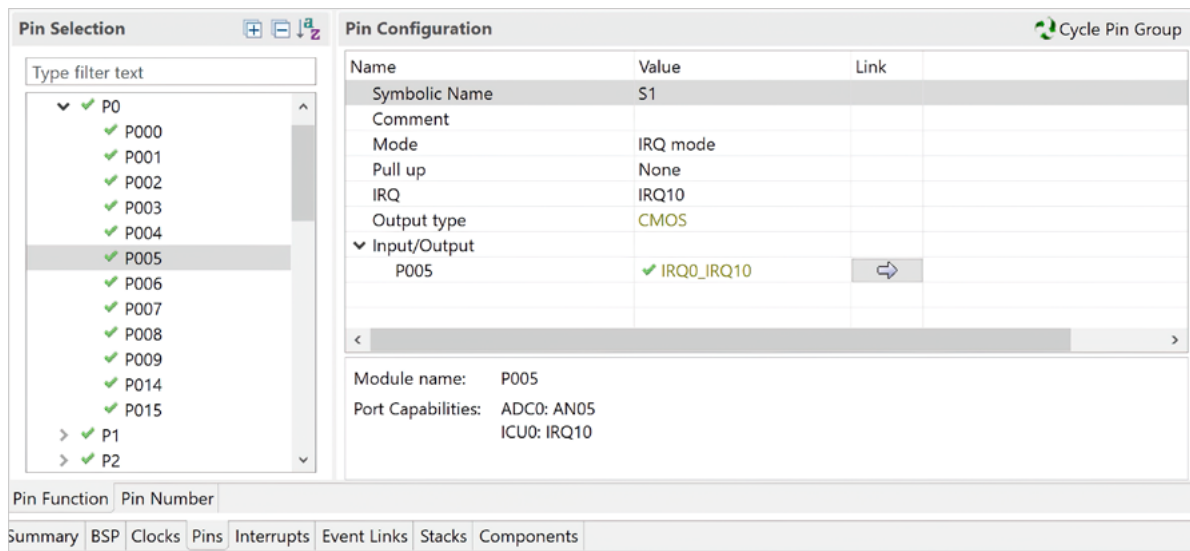 Pin Selection
Type filter text
P0
P000
P001
P002
P003
P004
P005
P006
P007
P008
P009
P014
P015
P1
P2
Pin Configuration
Cycle Pin Group
Name Value Link
Symbolic Name S1
Comment
Mode IRQ mode
Pull up None
IRQ IRQ10
Output type CMOS
Input/Output
P005 IRQ0_IRQ10
Module name: P005
Port Capabilities: ADC0: AN05
ICU0: IRQ10
Pin Function Pin Number
Summary BSP Clocks Pins Interrupts Event Links Stacks Components